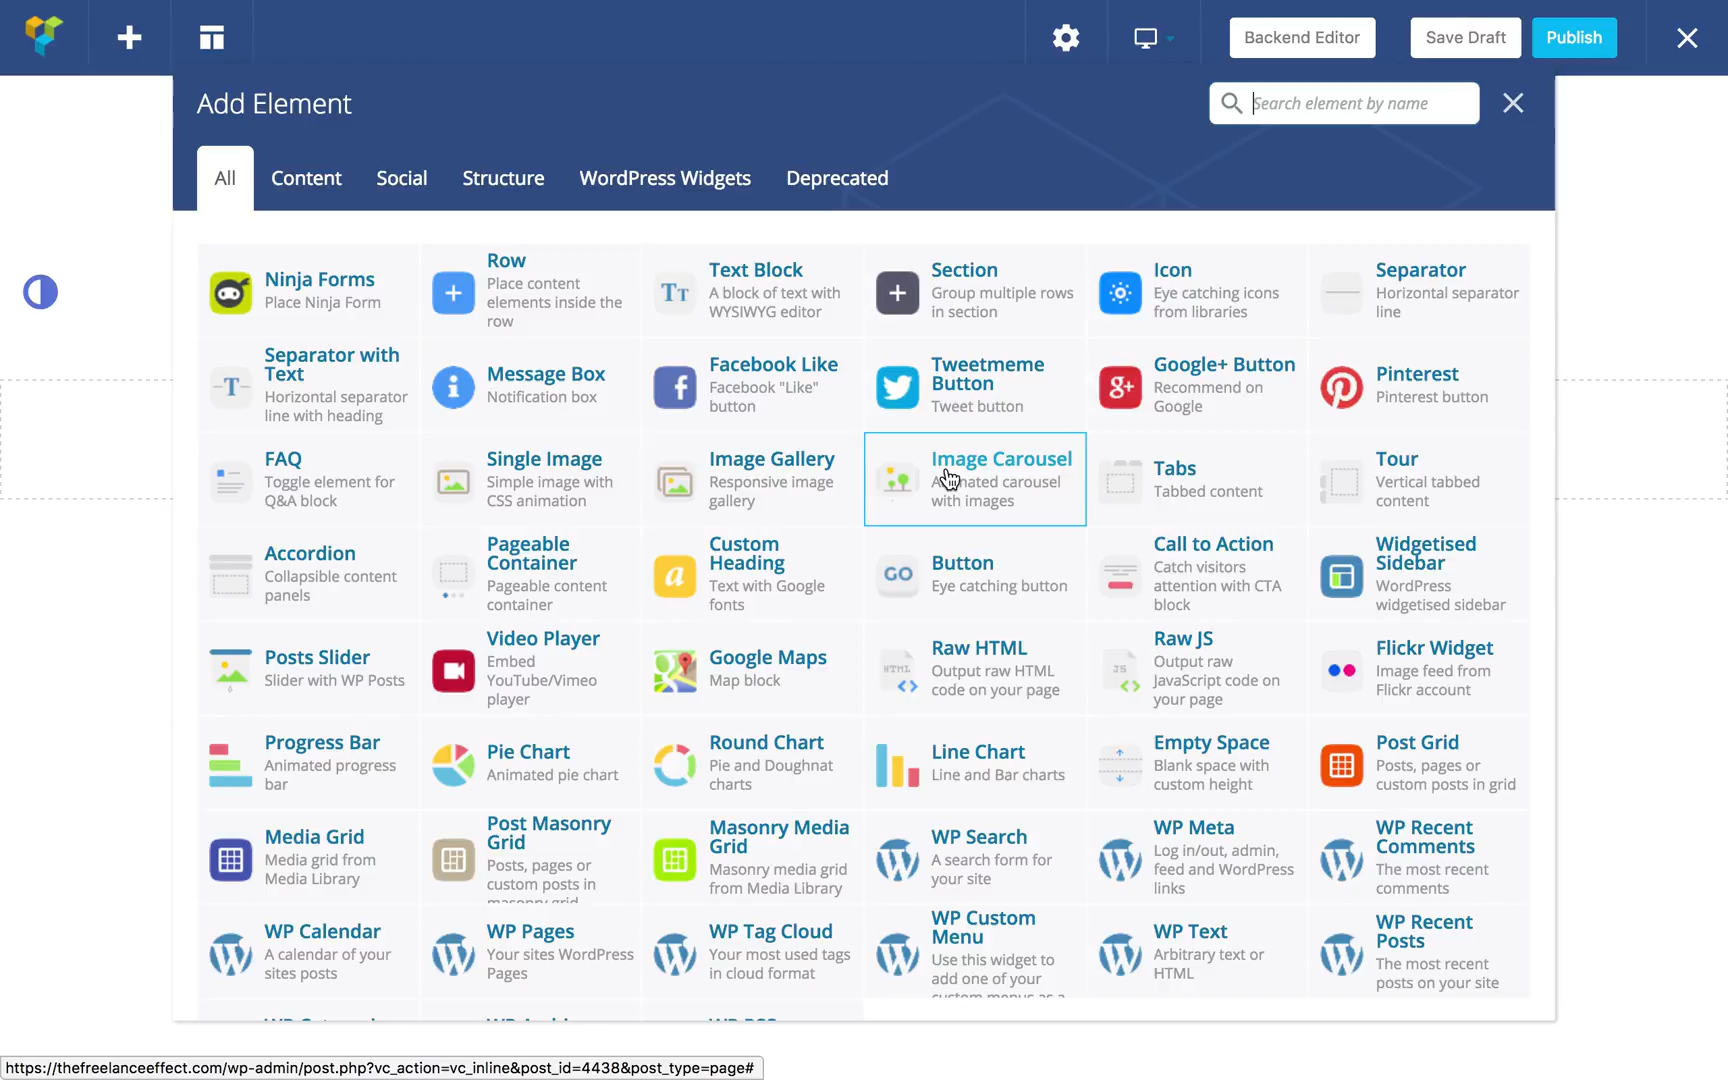 Backend Editor
Save Draft
Publish
Add Element
Search element by name
All
Content
Social
Structure
WordPress Widgets
Deprecated
Ninja Forms
Place Ninja Form
Row
Place content
elements inside the
row
Text Block
A block of text with
WYSIWYG editor
Section
Group multiple rows
in section
Icon
Eye catching icons
from libraries
Separator
Horizontal separator
line
Separator with
Text
Horizontal separator
line with heading
Message Box
Notification box
Facebook Like
Facebook "Like"
button
Tweetmeme
Button
Tweet button
Google+ Button
Recommend on
Google
Pinterest
Pinterest button
FAQ
Toggle element for
Q&A block
Single Image
Simple image with
CSS animation
Image Gallery
Responsive image
gallery
Image Carousel
carousel
with images
Tabs
Tabbed content
Tour
Vertical tabbed
content
Accordion
Collapsible content
panels
Pageable
Container
Pageable content
container
Custom
Heading
Text with Google
fonts
GO
Button
Eye catching button
Call to Action
Catch visitors
attention with CTA
block
Widgetised
Sidebar
WordPress
widgetised sidebar
Posts Slider
Slider with WP Posts
Video Player
Embed
YouTube/Vimeo
player
Google Maps
Map block
HTML
Raw HTML
Output raw HTML
code on your page
JS
Raw JS
Output raw
JavaScript code on
your page
Flickr Widget
Image feed from
Flickr account
Progress Bar
Animated progress
bar
Pie Chart
Animated pie chart
Round Chart
Pie and Doughnat
charts
Line Chart
Line and Bar charts
Empty Space
Blank space with
custom height
Post Grid
Posts, pages or
custom posts in grid
Media Grid
Media grid from
Media Library
Post Masonry
Grid
Posts, pages or
custom posts in
masonry grid
Masonry Media
Grid
Masonry media grid
from Media Library
WP Search
A search form for
your site
WP Meta
Log in/out, admin,
feed and WordPress
links
WP Recent
Comments
The most recent
comments
WP Calendar
A calendar of your
sites posts
WP Pages
Your sites WordPress
Pages
WP Tag Cloud
Your most used tags
in cloud format
WP Custom
Menu
Use this widget to
add one of your
custom menus as a
WP Text
Arbitrary text or
HTML
WP Recent
Posts
The most recent
posts on your site
https://thefreelanceeffect.com/wp-admin/post.php?vc_action=vc_inline&post_id=4438&post_type=page#